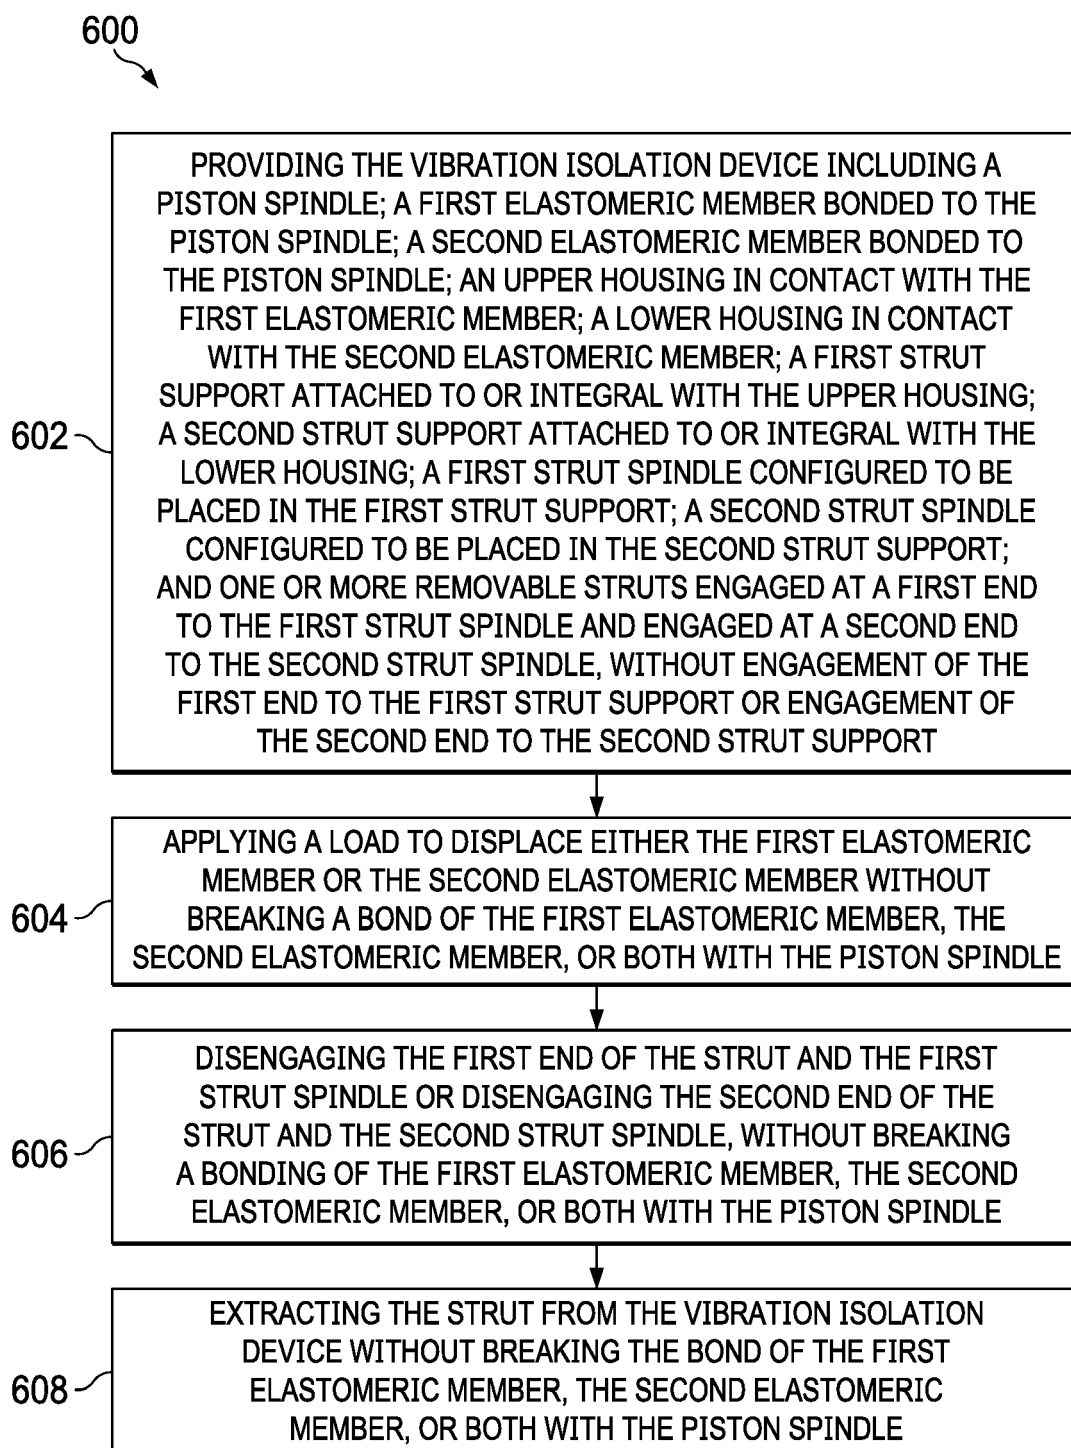 600
PROVIDING THE VIBRATION ISOLATION DEVICE INCLUDING A
PISTON SPINDLE; A FIRST ELASTOMERIC MEMBER BONDED TO THE
PISTON SPINDLE; A SECOND ELASTOMERIC MEMBER BONDED TO
THE PISTON SPINDLE; AN UPPER HOUSING IN CONTACT WITH THE
FIRST ELASTOMERIC MEMBER; A LOWER HOUSING IN CONTACT
WITH THE SECOND ELASTOMERIC MEMBER; A FIRST STRUT
SUPPORT ATTACHED TO OR INTEGRAL WITH THE UPPER HOUSING;
A SECOND STRUT SUPPORT ATTACHED TO OR INTEGRAL WITH THE
LOWER HOUSING; A FIRST STRUT SPINDLE CONFIGURED TO BE
PLACED IN THE FIRST STRUT SUPPORT; A SECOND STRUT SPINDLE
CONFIGURED TO BE PLACED IN THE SECOND STRUT SUPPORT;
AND ONE OR MORE REMOVABLE STRUTS ENGAGED AT A FIRST END
TO THE FIRST STRUT SPINDLE AND ENGAGED AT A SECOND END
TO THE SECOND STRUT SPINDLE, WITHOUT ENGAGEMENT OF THE
FIRST END TO THE FIRST STRUT SUPPORT OR ENGAGEMENT OF
THE SECOND END TO THE SECOND STRUT SUPPORT
602
APPLYING A LOAD TO DISPLACE EITHER THE FIRST ELASTOMERIC
MEMBER OR THE SECOND ELASTOMERIC MEMBER WITHOUT
BREAKING A BOND OF THE FIRST ELASTOMERIC MEMBER, THE
SECOND ELASTOMERIC MEMBER, OR BOTH WITH THE PISTON SPINDLE
604
DISENGAGING THE FIRST END OF THE STRUT AND THE FIRST
STRUT SPINDLE OR DISENGAGING THE SECOND END OF THE
STRUT AND THE SECOND STRUT SPINDLE, WITHOUT BREAKING
A BONDING OF THE FIRST ELASTOMERIC MEMBER, THE SECOND
ELASTOMERIC MEMBER, OR BOTH WITH THE PISTON SPINDLE
606
EXTRACTING THE STRUT FROM THE VIBRATION ISOLATION
DEVICE WITHOUT BREAKING THE BOND OF THE FIRST
ELASTOMERIC MEMBER, THE SECOND ELASTOMERIC
MEMBER, OR BOTH WITH THE PISTON SPINDLE
608